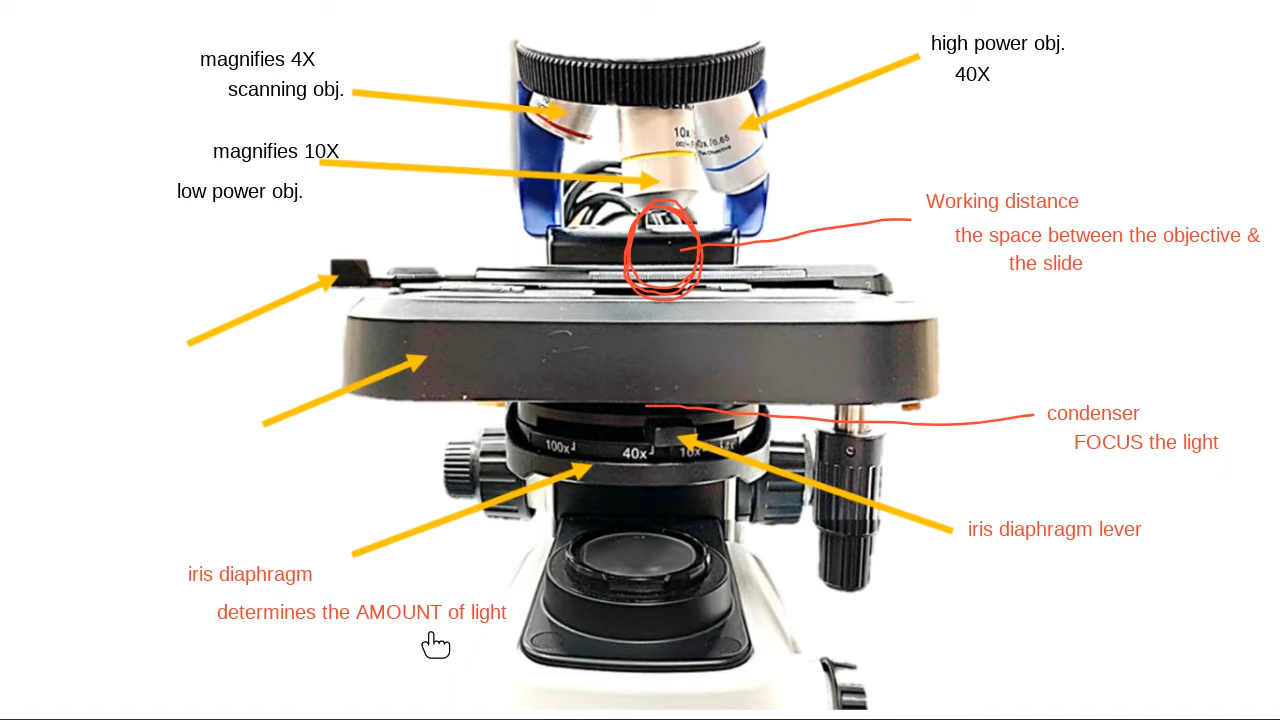 magnifies 4X
scanning obj.
magnifies 10X
low power obj.
high power obj.
40X
10x
Working distance
the space between the objective &
the slide
condenser
FOCUS the light
100x
40x
10x
iris diaphragm lever
iris diaphragm
determines the AMOUNT of light